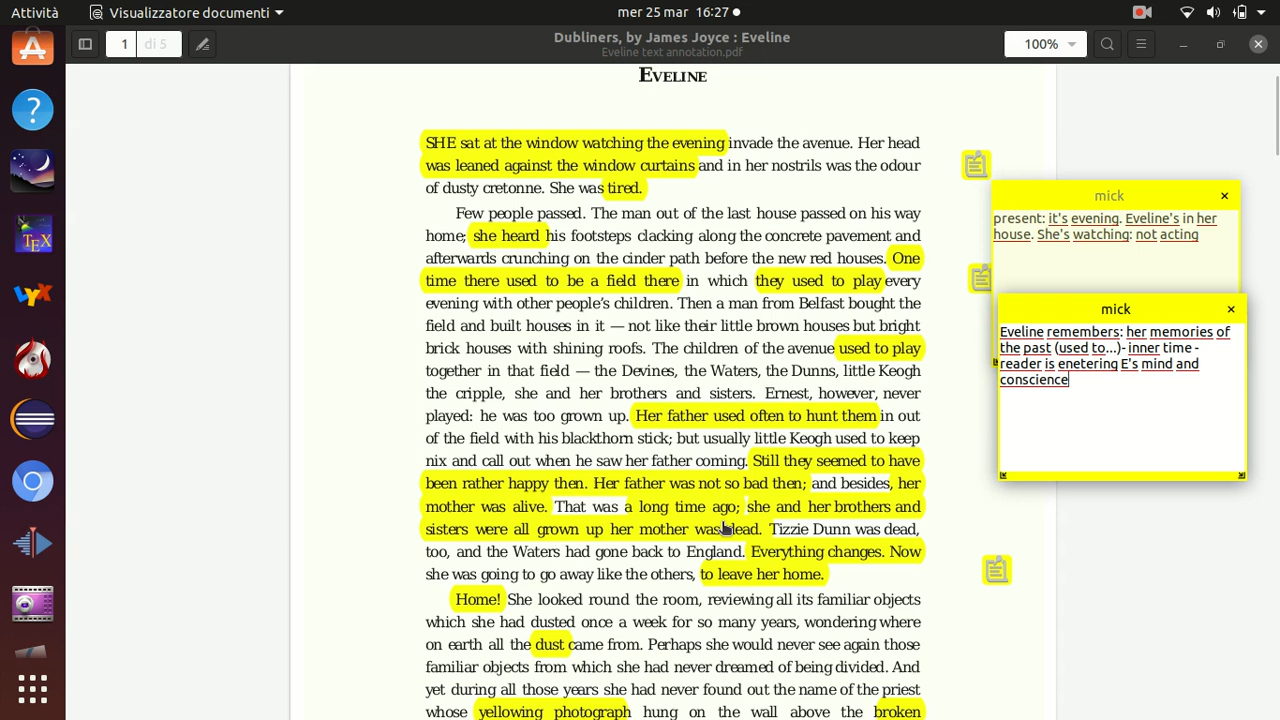 Attività Visualizzatore documenti mer 25 mar 16:27
1 di 5 Dubliners, by James Joyce : Eveline 100%
Eveline text annotation.pdf
EVELINE
SHE sat at the window watching the evening invade the avenue. Her head
was leaned against the window curtains and in her nostrils was the odour
of dusty cretonne. She was tired.
Few people passed. The man out of the last house passed on his way
home; she heard his footsteps clacking along the concrete pavement and
afterwards crunching on the cinder path before the new red houses. One
time there used to be a field there in which they used to play every
evening with other people's children. Then a man from Belfast bought the
field and built houses in it — not like their little brown houses but bright
brick houses with shining roofs. The children of the avenue used to play
together in that field — the Devines, the Waters, the Dunns, little Keogh
the cripple, she and her brothers and sisters. Ernest, however, never
played: he was too grown up. Her father used often to hunt them in out
of the field with his blackthorn stick; but usually little Keogh used to keep
nix and call out when he saw her father coming. Still they seemed to have
been rather happy then. Her father was not so bad then; and besides, her
mother was alive. That was a long time ago; she and her brothers and
sisters were all grown up her mother was dead. Tizzie Dunn was dead,
too, and the Waters had gone back to England. Everything changes. Now
she was going to go away like the others, to leave her home.
Home! She looked round the room, reviewing all its familiar objects
which she had dusted once a week for so many years, wondering where
on earth all the dust came from. Perhaps she would never see again those
familiar objects from which she had never dreamed of being divided. And
yet during all those years she had never found out the name of the priest
whose yellowing photograph hung on the wall above the broken
mick
present: it's evening. Eveline's in her
house. She's watching: not acting
mick
Eveline remembers: her memories of
the past (used to...)- inner time -
reader is enetering E's mind and
conscience
? TEX
LYX